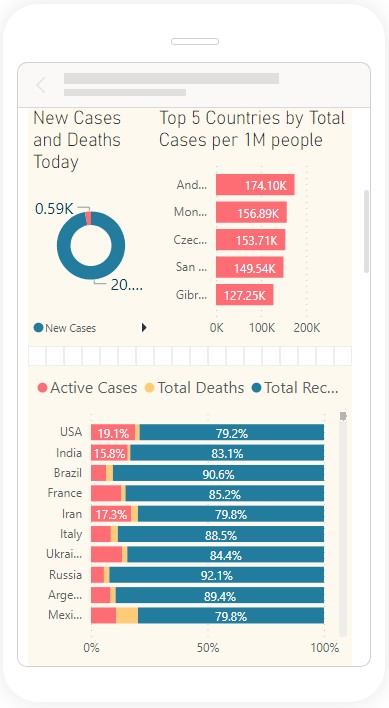 New Cases
and Deaths
Today
0.59K
20....
New Cases
Top 5 Countries by Total
Cases per 1M people
And... 174.10K
Mon... 156.89K
Czec... 153.71K
San ... 149.54K
Gibr... 127.25K
0K 100K 200K
Active Cases Total Deaths Total Rec...
USA 19.1% 79.2%
India 15.8% 83.1%
Brazil 90.6%
France 85.2%
Iran 17.3% 79.8%
Italy 88.5%
Ukrai... 84.4%
Russia 92.1%
Arge... 89.4%
Mexi... 79.8%
0% 50% 100%